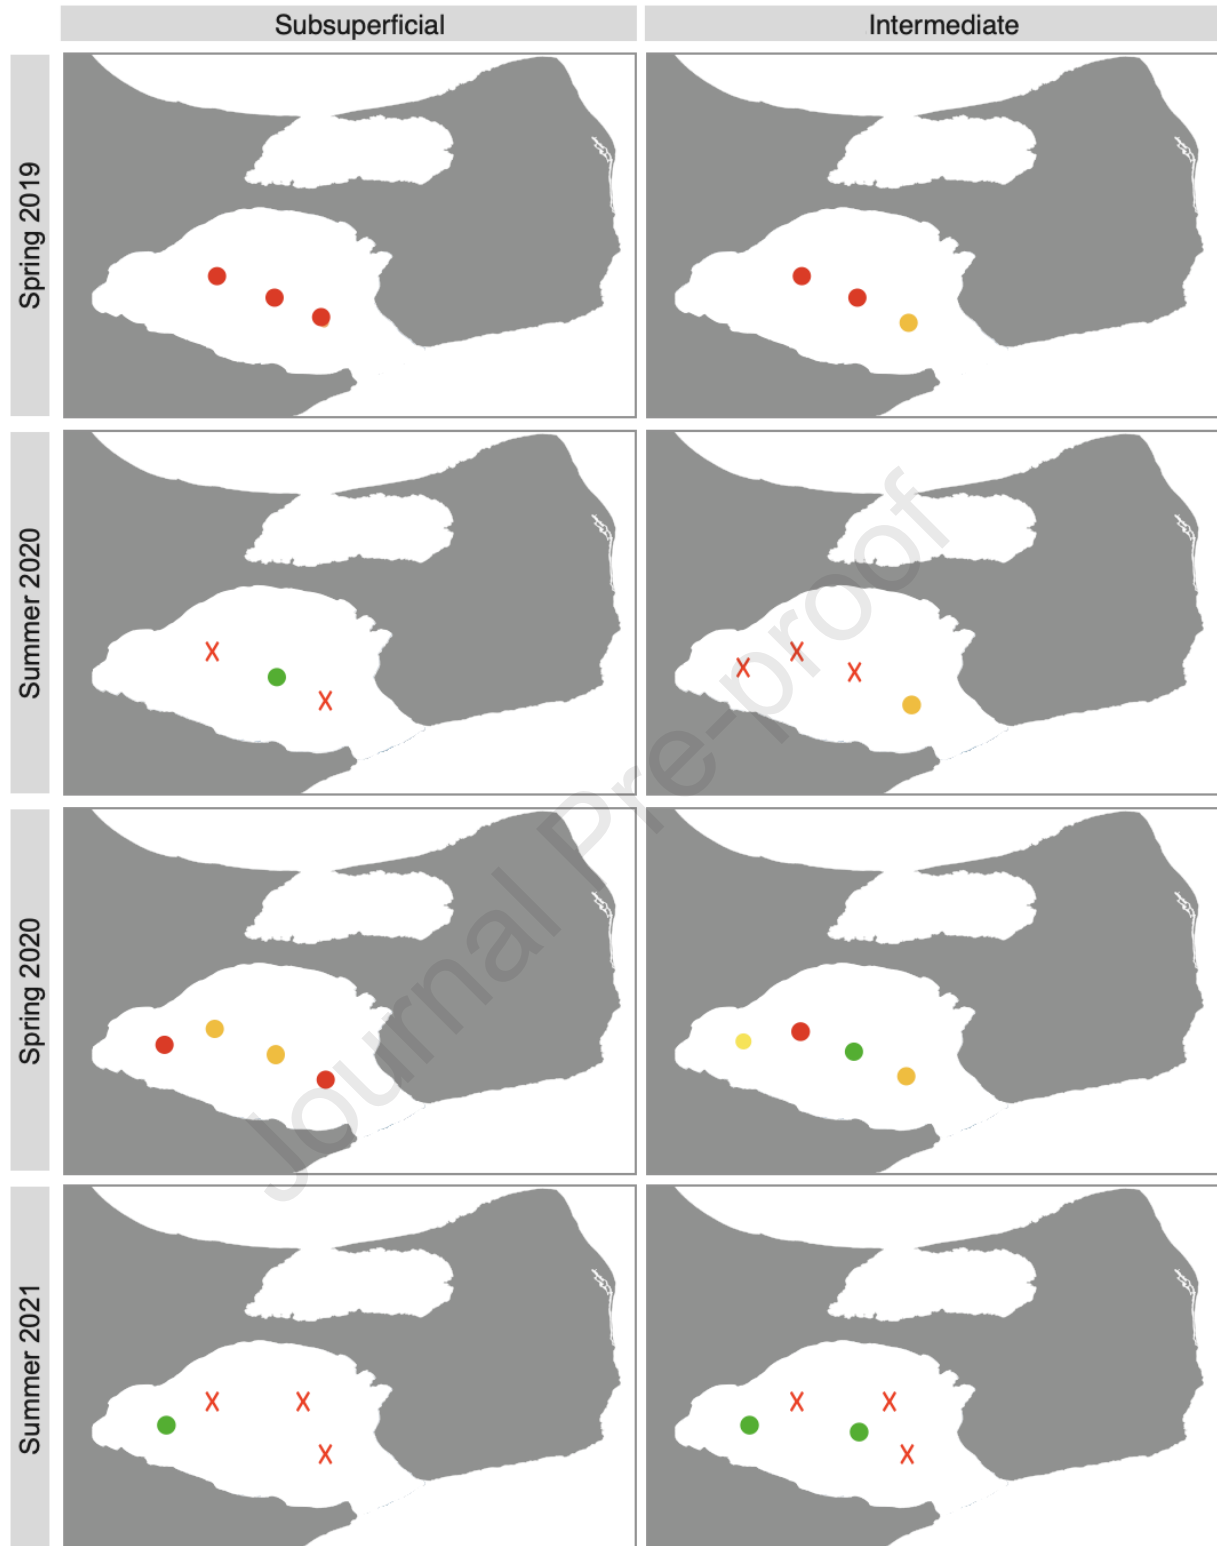 Subsuperficial Intermediate
Spring 2019
Summer 2020
Spring 2020
Summer 2021
Journal Pre-proof